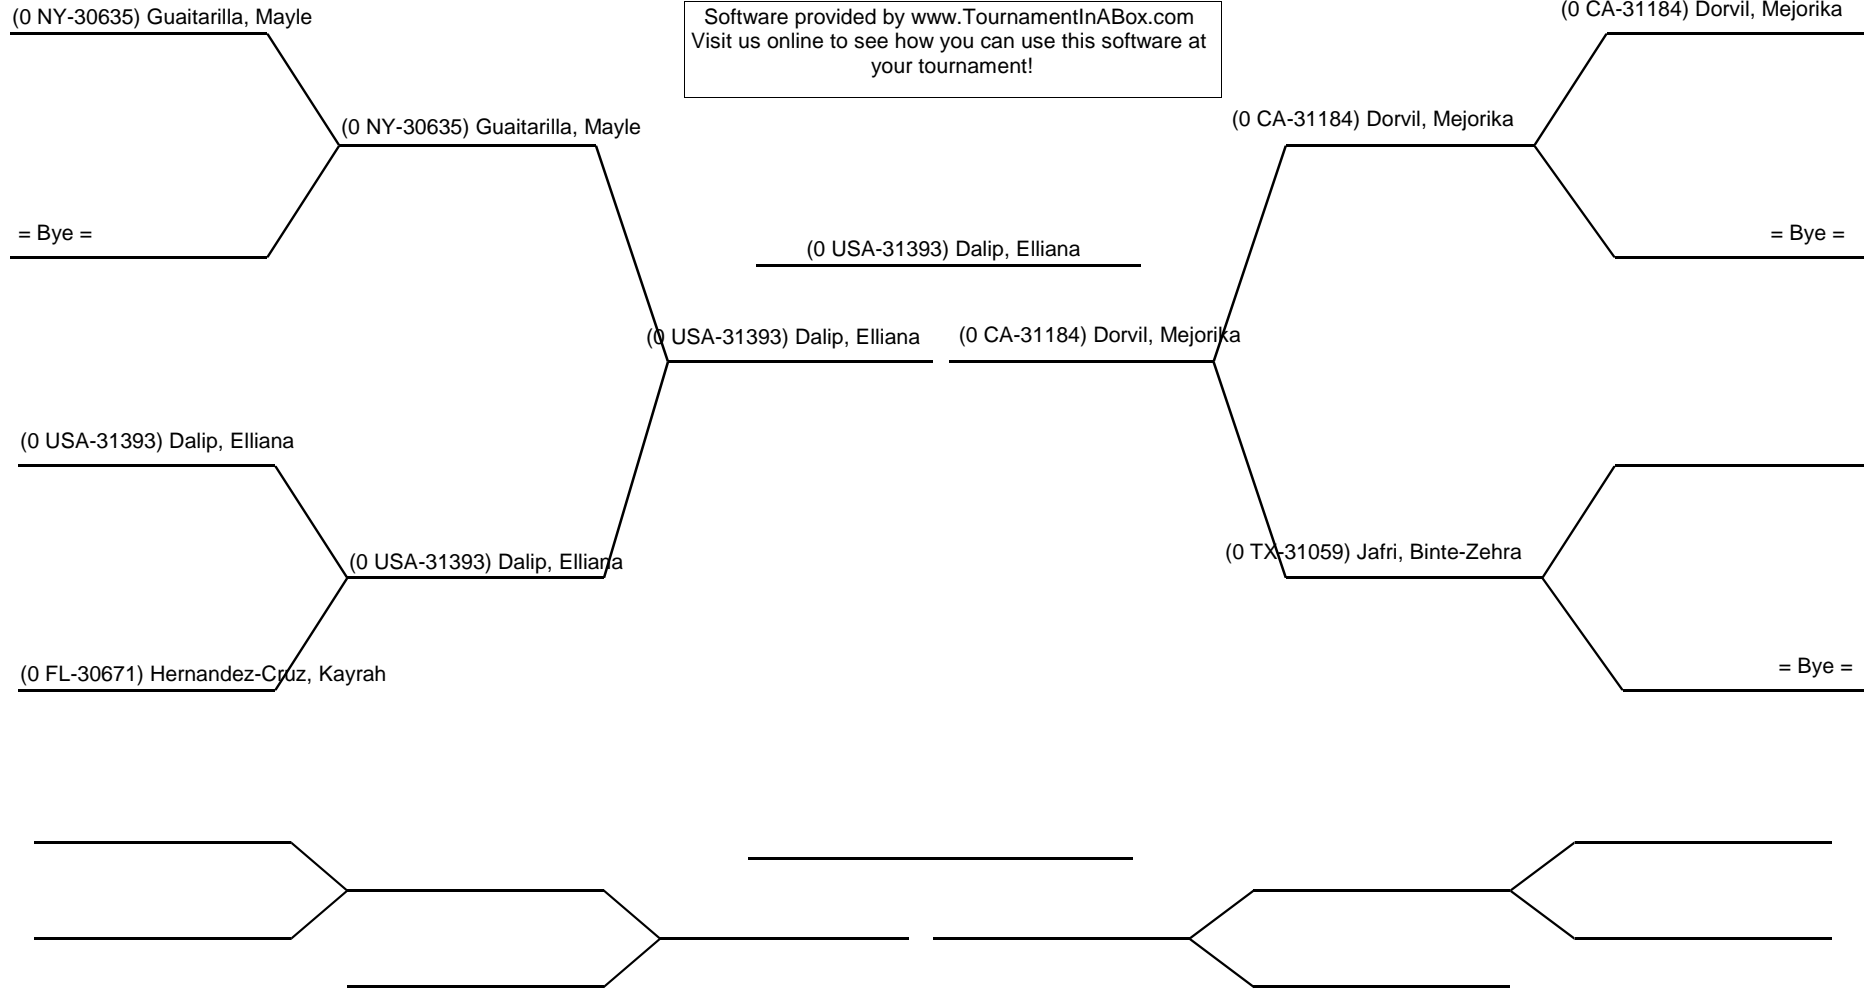 (0 NY-30635) Guaitarilla, Mayle
Software provided by www.TournamentInABox.com
Visit us online to see how you can use this software at
your tournament!
(0 CA-31184) Dorvil, Mejorika
(0 NY-30635) Guaitarilla, Mayle
(0 CA-31184) Dorvil, Mejorika
= Bye =
= Bye =
(0 USA-31393) Dalip, Elliana
(0 USA-31393) Dalip, Elliana
(0 CA-31184) Dorvil, Mejorika
(0 USA-31393) Dalip, Elliana
(0 USA-31393) Dalip, Elliana
(0 TX-31059) Jafri, Binte-Zehra
(0 FL-30671) Hernandez-Cruz, Kayrah
= Bye =